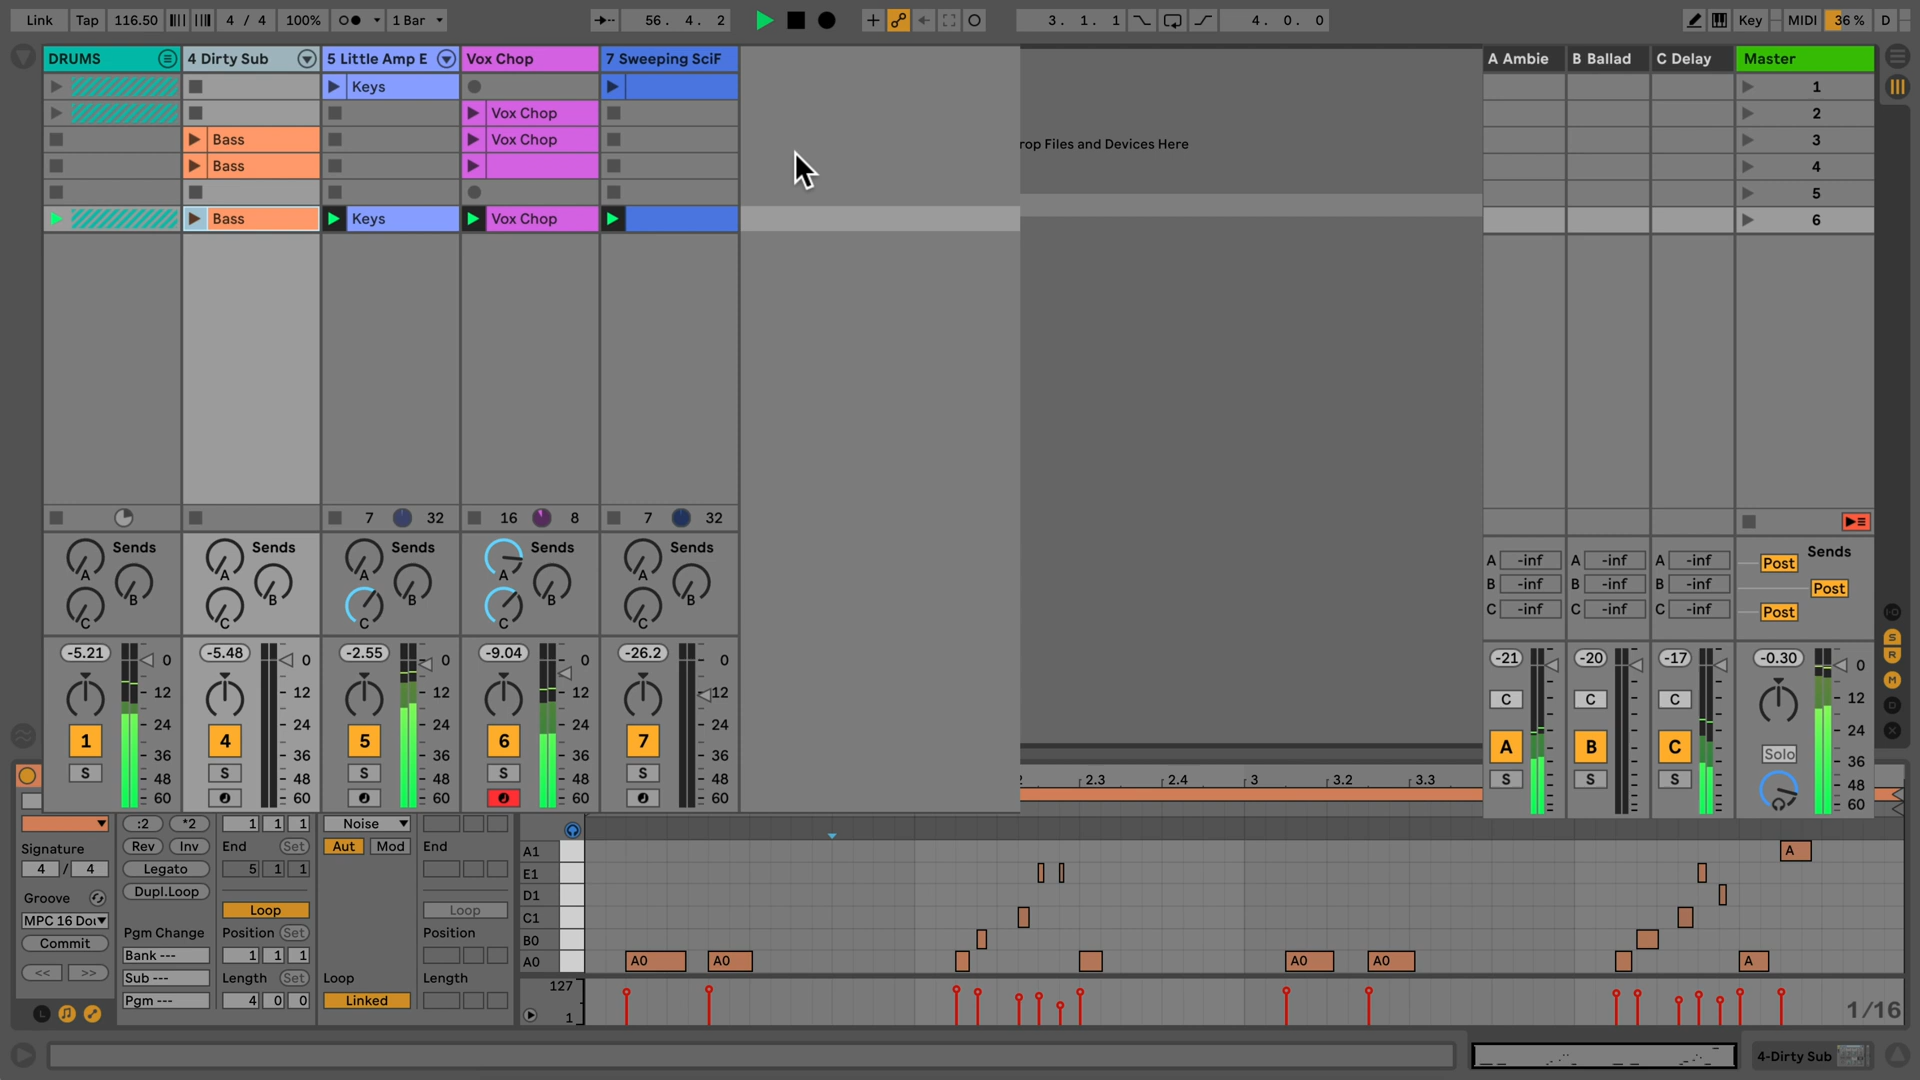 Link Tap 116.50 4 / 4 100% 1 Bar 56. 4. 2 3. 1. 1 4. 0. 0 Key MIDI 36 % D
DRUMS 4 Dirty Sub 5 Little Amp E Vox Chop 7 Sweeping SciF A Ambie B Ballad C Delay Master
Keys 1
Vox Chop 2
Bass Vox Chop 3
rop Files and Devices Here
Bass 4
5
Bass Keys Vox Chop 6
7 32 16 8 7 32
Sends Sends Sends Sends Sends Sends
A A A A A A -inf A -inf A -inf Post
B B B B B B -inf B -inf B -inf Post
C C C C C C -inf C -inf C -inf Post
-5.21 -5.48 -2.55 -9.04 -26.2 -21 -20 -17 -0.30
0 0 0 0 0 0
12 12 12 12 12 C C C 12
24 24 24 24 24 24
1 4 5 6 7 A B C
36 36 36 36 36 Solo 36
S S S S S S S S
48 48 48 48 48 48
60 60 60 60 60 60
2.3 2.4 3 3.2 3.3
:2 *2 1 1 1 Noise
Signature Rev Inv End Set Aut Mod End
4 / 4 Legato 5 1 1
Groove Dupl.Loop
MPC 16 Dou Loop Loop
Commit Pgm Change Position Set Position
<< >> Bank --- 1 1 1
Sub --- Length Set Loop Length
Pgm --- 4 0 0 Linked
A1 A
E1
D1
C1
B0
A0 A0 A0 A0 A0 A
127
1 1/16
4-Dirty Sub